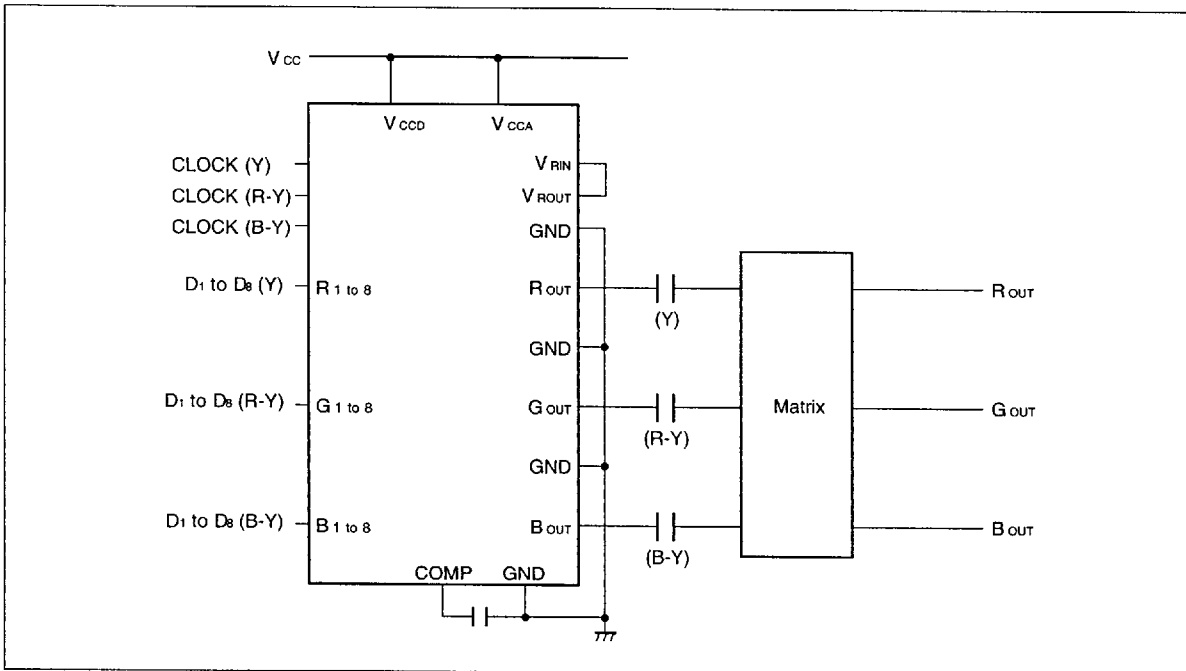 V CC
V CCD
V CCA
CLOCK (Y)
V RIN
CLOCK (R-Y)
V ROUT
CLOCK (B-Y)
GND
D1 to D8 (Y)
R 1 to 8
R OUT
R OUT
(Y)
GND
D1 to D8 (R-Y)
G 1 to 8
G OUT
Matrix
G OUT
(R-Y)
GND
D1 to D8 (B-Y)
B 1 to 8
B OUT
B OUT
(B-Y)
COMP
GND